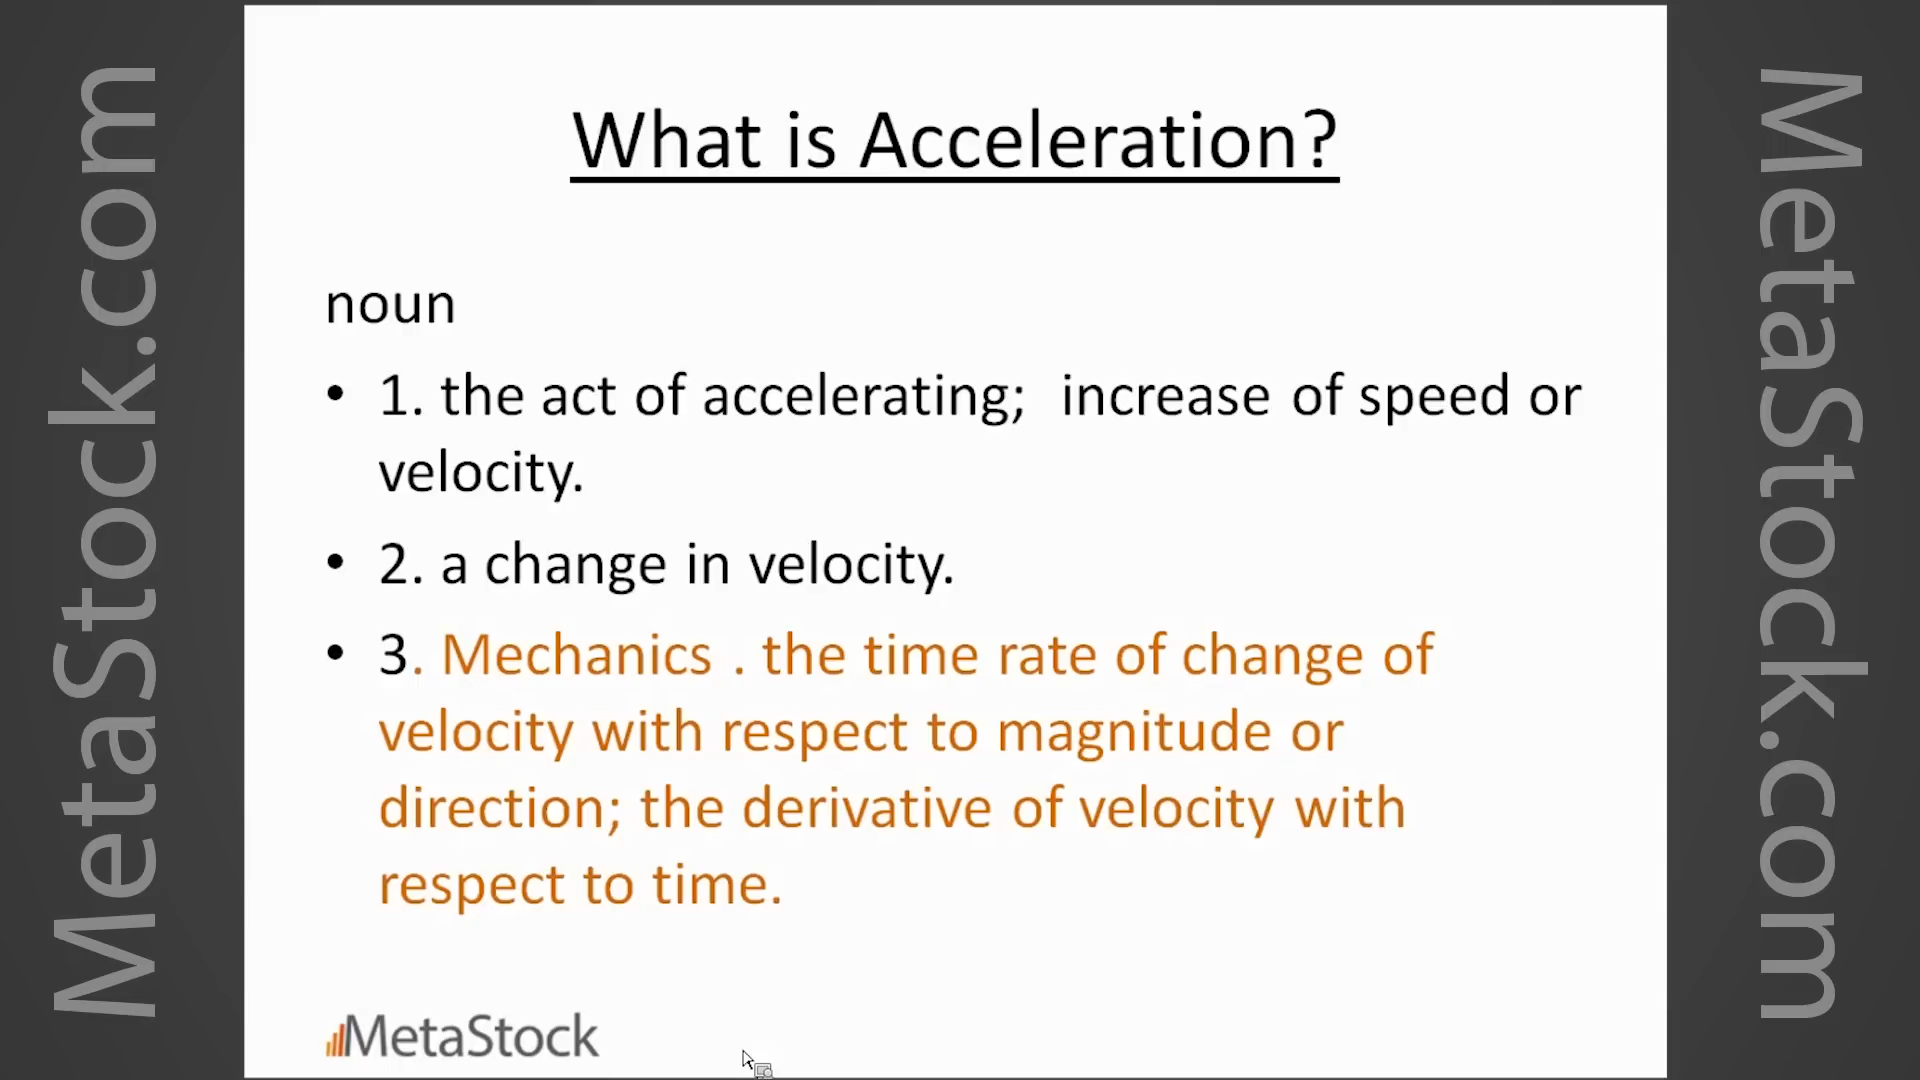 MetaStock.com
What is Acceleration?
noun
• 1. the act of accelerating;  increase of speed or
velocity.
• 2. a change in velocity.
• 3. Mechanics . the time rate of change of
velocity with respect to magnitude or
direction; the derivative of velocity with
respect to time.
MetaStock
MetaStock.com